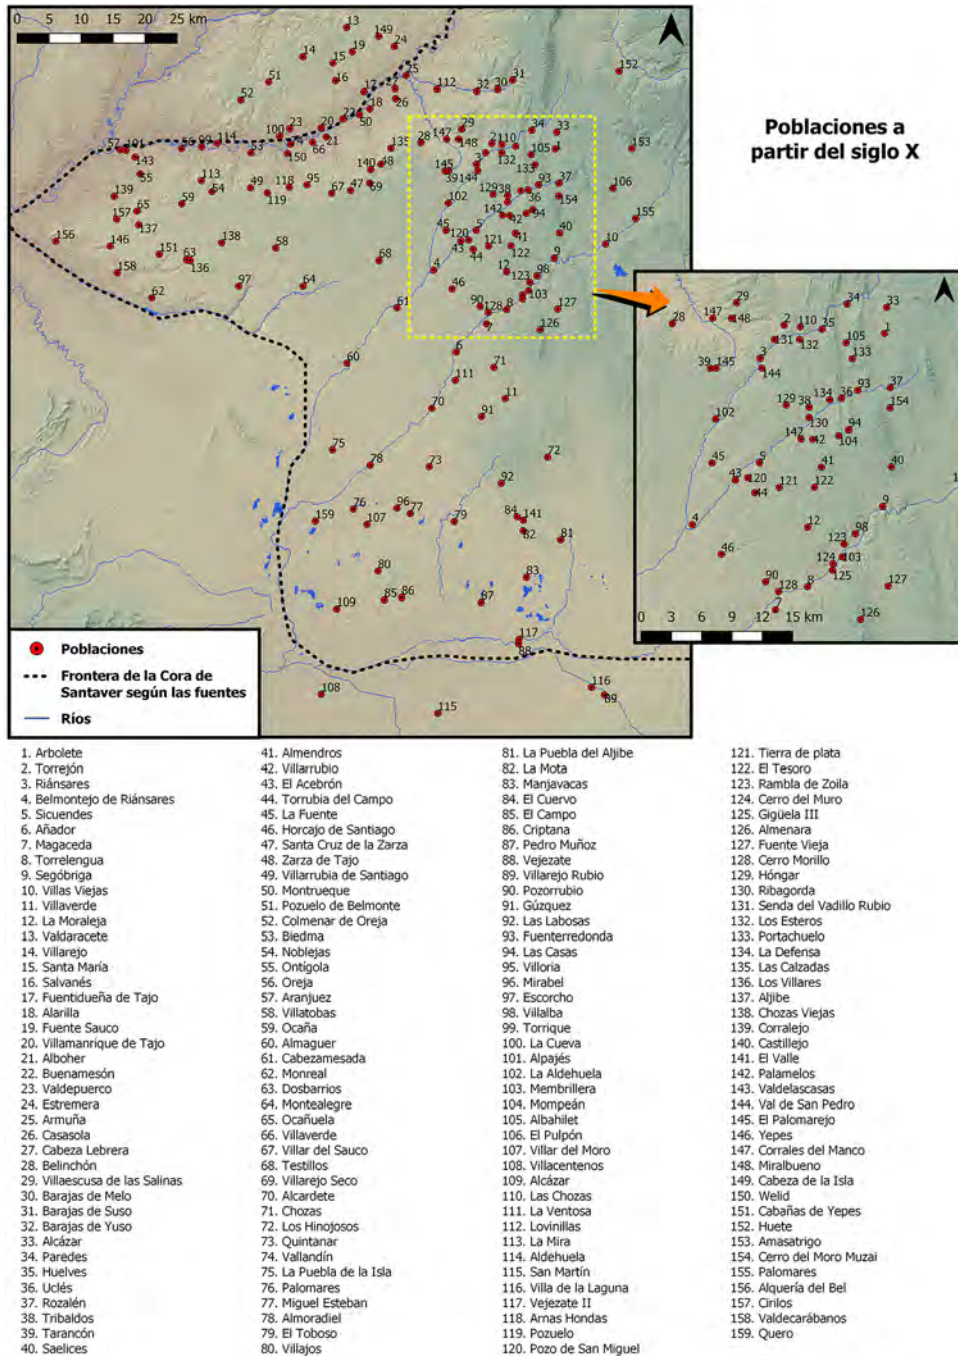 0 5 10 15 20 25 km
Poblaciones a
partir del siglo X
0 3 6 9 12 15 km
Poblaciones
Frontera de la Cora de
Santaver según las fuentes
Ríos
1. Arbolete
2. Torrejón
3. Riánsares
4. Belmontejo de Riánsares
5. Sicuendes
6. Añador
7. Magaceda
8. Torrelengua
9. Segóbriga
10. Villas Viejas
11. Villaverde
12. La Moraleja
13. Valdaracete
14. Villarejo
15. Santa María
16. Salvanés
17. Fuentidueña de Tajo
18. Alarilla
19. Fuente Sauco
20. Villamanrique de Tajo
21. Alboher
22. Buenamesón
23. Valdepuerco
24. Estremera
25. Armuña
26. Casasola
27. Cabeza Lebrera
28. Belinchón
29. Villaescusa de las Salinas
30. Barajas de Melo
31. Barajas de Suso
32. Barajas de Yuso
33. Alcázar
34. Paredes
35. Huelves
36. Uclés
37. Rozalén
38. Tribaldos
39. Tarancón
40. Saelices
41. Almendros
42. Villarrubio
43. El Acebrón
44. Torrubia del Campo
45. La Fuente
46. Horcajo de Santiago
47. Santa Cruz de la Zarza
48. Zarza de Tajo
49. Villarrubia de Santiago
50. Montrueque
51. Pozuelo de Belmonte
52. Colmenar de Oreja
53. Biedma
54. Noblejas
55. Ontígola
56. Oreja
57. Aranjuez
58. Villatobas
59. Ocaña
60. Almaguer
61. Cabezamesada
62. Monreal
63. Dosbarrios
64. Montealegre
65. Ocañuela
66. Villaverde
67. Villar del Sauco
68. Testillos
69. Villarejo Seco
70. Alcardete
71. Chozas
72. Los Hinojosos
73. Quintanar
74. Vallandín
75. La Puebla de la Isla
76. Palomares
77. Miguel Esteban
78. Almoradiel
79. El Toboso
80. Villajos
81. La Puebla del Aljibe
82. La Mota
83. Manjavacas
84. El Cuervo
85. El Campo
86. Criptana
87. Pedro Muñoz
88. Vejezate
89. Villarejo Rubio
90. Pozorrubio
91. Gúzquez
92. Las Labosas
93. Fuenterredonda
94. Las Casas
95. Villoria
96. Mirabel
97. Escorcho
98. Villalba
99. Torrique
100. La Cueva
101. Alpajés
102. La Aldehuela
103. Membrillera
104. Mompeán
105. Albahilet
106. El Pulpón
107. Villar del Moro
108. Villacentenos
109. Alcázar
110. Las Chozas
111. La Ventosa
112. Lovinillas
113. La Mira
114. Aldehuela
115. San Martín
116. Villa de la Laguna
117. Vejezate II
118. Arnas Hondas
119. Pozuelo
120. Pozo de San Miguel
121. Tierra de plata
122. El Tesoro
123. Rambla de Zoila
124. Cerro del Muro
125. Gigüela III
126. Almenara
127. Fuente Vieja
128. Cerro Morillo
129. Hóngar
130. Ribagorda
131. Senda del Vadillo Rubio
132. Los Esteros
133. Portachuelo
134. La Defensa
135. Las Calzadas
136. Los Villares
137. Aljibe
138. Chozas Viejas
139. Corralejo
140. Castillejo
141. El Valle
142. Palamelos
143. Valdelascasas
144. Val de San Pedro
145. El Palomarejo
146. Yepes
147. Corrales del Manco
148. Miralbueno
149. Cabeza de la Isla
150. Welid
151. Cabañas de Yepes
152. Huete
153. Amasatrigo
154. Cerro del Moro Muzai
155. Palomares
156. Alquería del Bel
157. Cirilos
158. Valdecarábanos
159. Quero